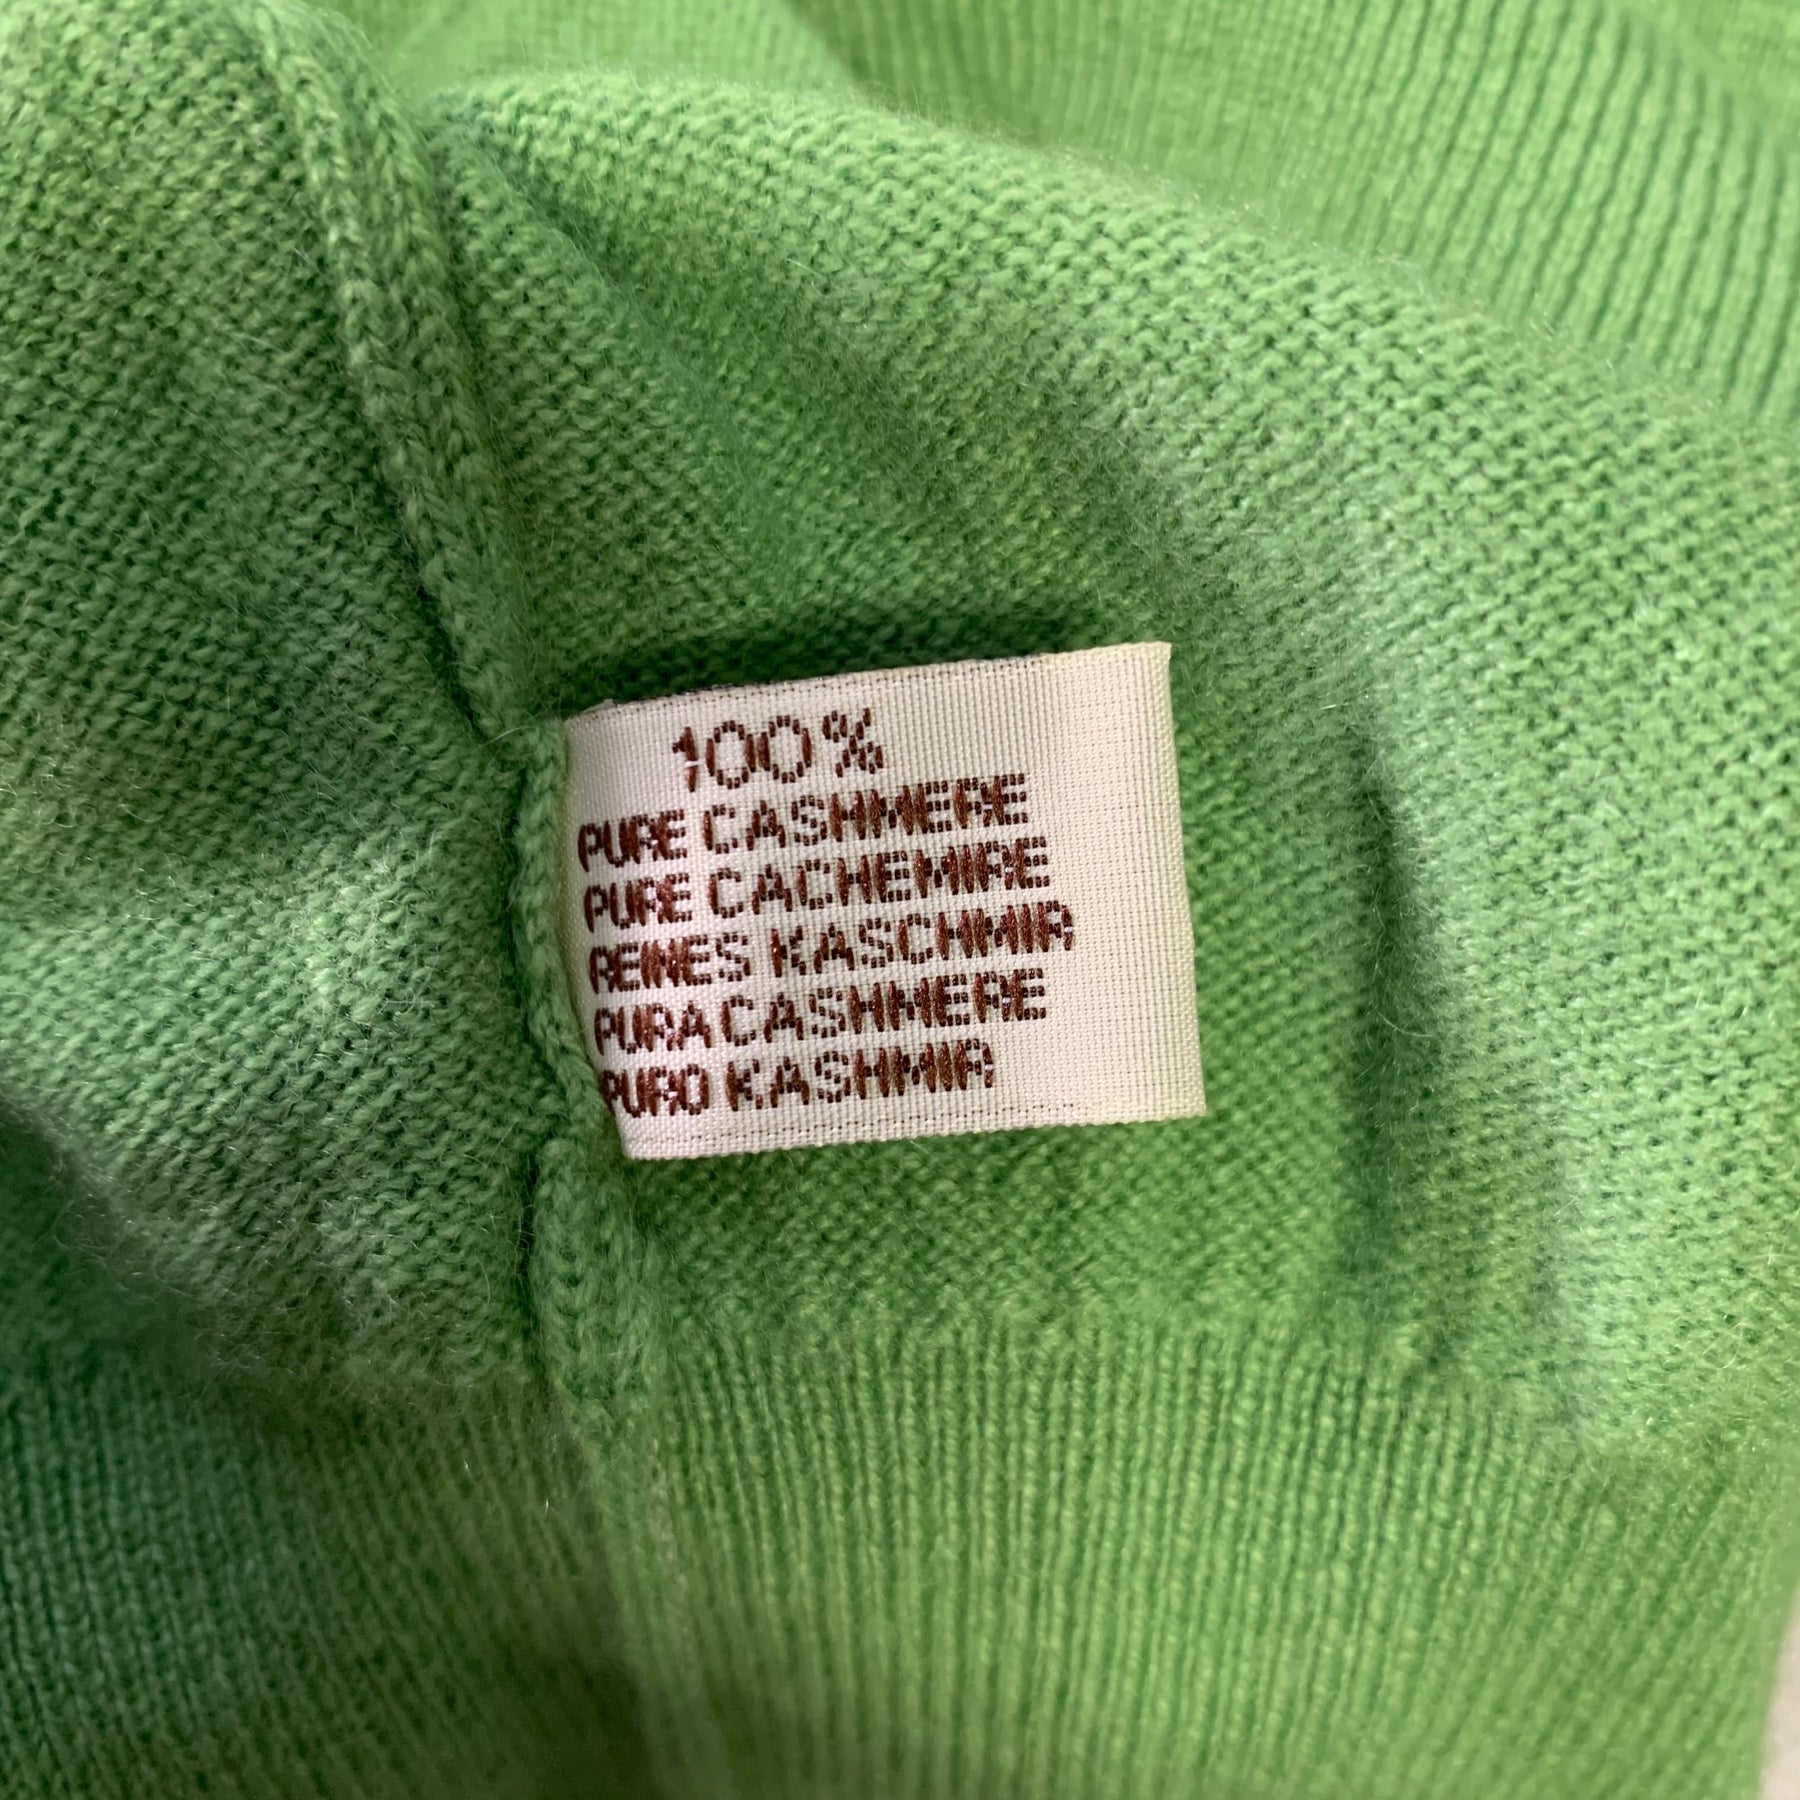 100%
PURE CASHMERE
PURE CACHEMIRE
REINES KASCHMIR
PURA CASHMERE
PURO KASHMIR